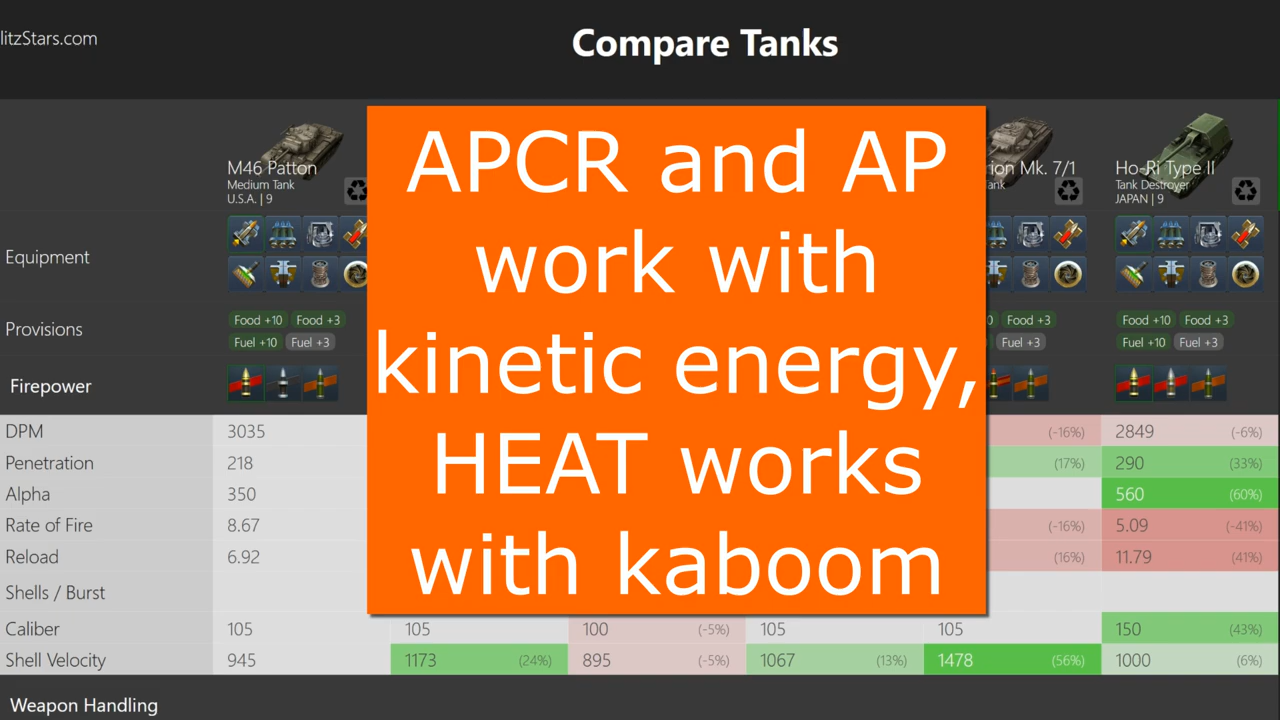 litzStars.com
Compare Tanks
M46 Patton
Medium Tank
U.S.A. | 9
rion Mk. 7/1
Tank
Ho-Ri Type II
Tank Destroyer
JAPAN | 9
APCR and AP
work with
kinetic energy,
HEAT works
with kaboom
Equipment
Provisions
Food +10 Food +3 0 Food +3 Food +10 Food +3
Fuel +10 Fuel +3 Fuel +3 Fuel +10 Fuel +3
Firepower
DPM 3035 (-16%) 2849 (-6%)
Penetration 218 (17%) 290 (33%)
Alpha 350 560 (60%)
Rate of Fire 8.67 (-16%) 5.09 (-41%)
Reload 6.92 (16%) 11.79 (41%)
Shells / Burst
Caliber 105 105 100 (-5%) 105 105 150 (43%)
Shell Velocity 945 1173 (24%) 895 (-5%) 1067 (13%) 1478 (56%) 1000 (6%)
Weapon Handling